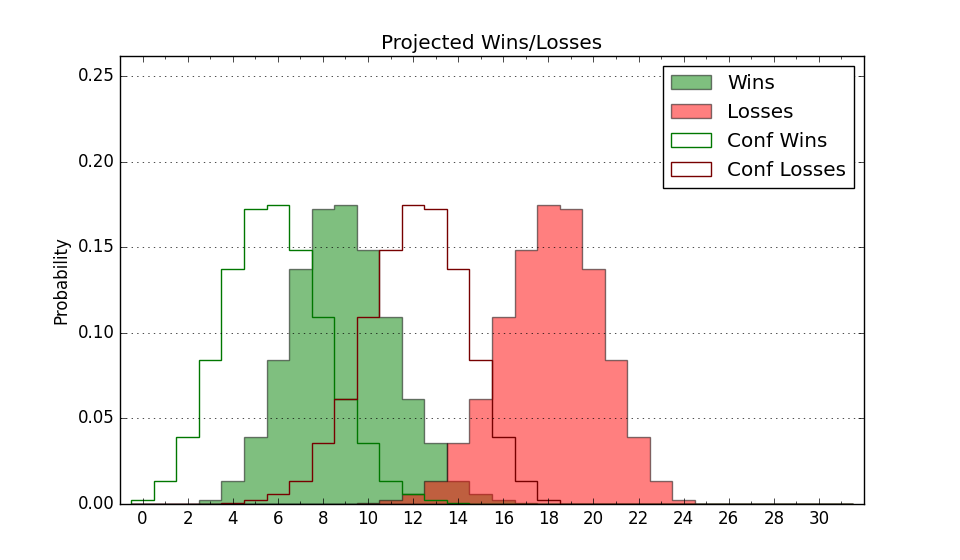 Projected Wins/Losses
0.25
0.20
0.15
0.10
0.05
0.00
Probability
Wins
Losses
Conf Wins
Conf Losses
0 2 4 6 8 10 12 14 16 18 20 22 24 26 28 30